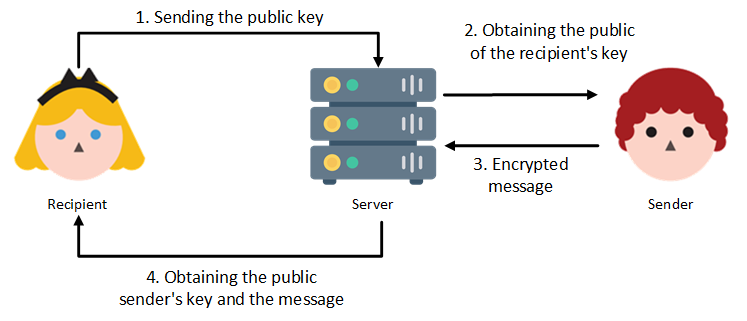 1. Sending the public key
2. Obtaining the public
of the recipient's key
3. Encrypted
message
Recipient
Server
Sender
4. Obtaining the public
sender's key and the message